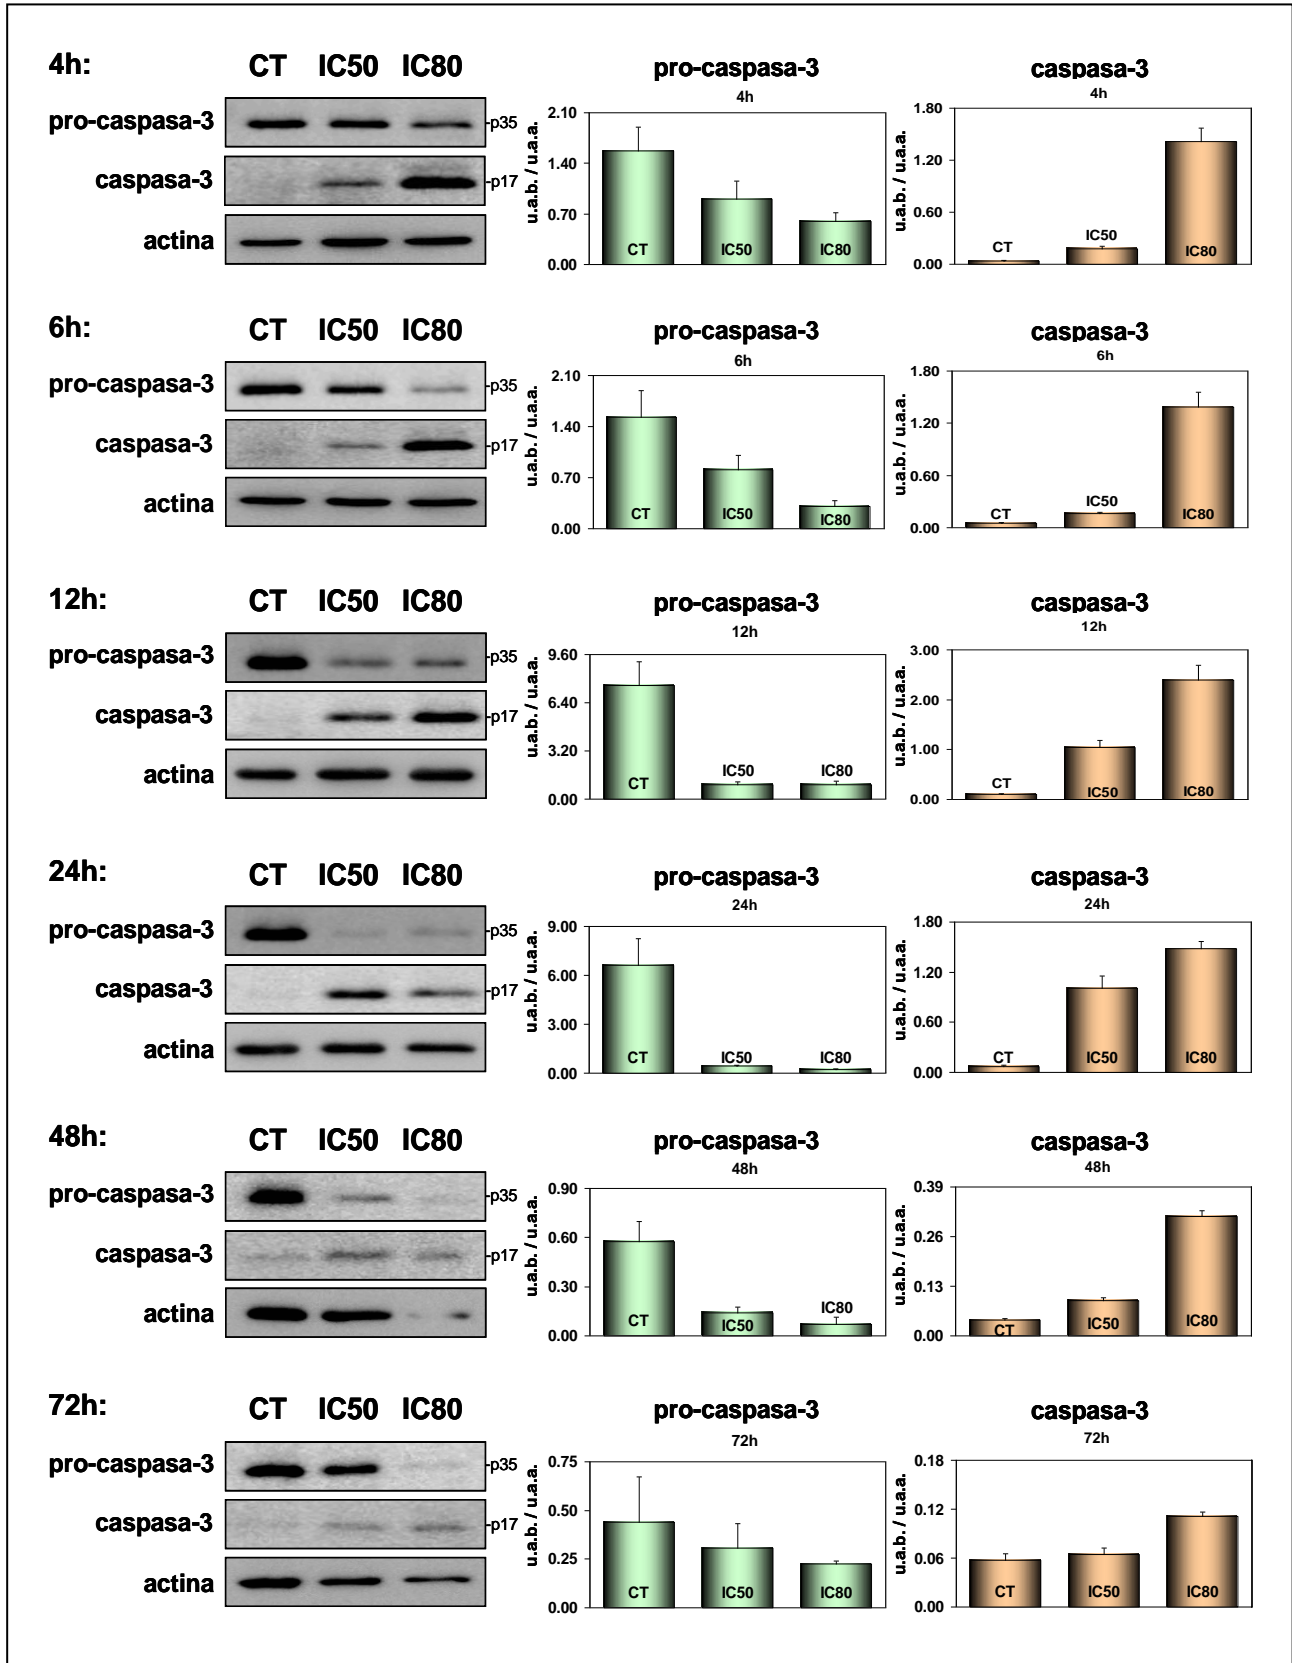 4h: CT IC50 IC80
pro-caspasa-3 -p35
caspasa-3 -p17
actina
pro-caspasa-3
4h
u.a.b. / u.a.a.
2.10
1.40
0.70
0.00
CT IC50 IC80
caspasa-3
4h
u.a.b. / u.a.a.
1.80
1.20
0.60
0.00
CT IC50 IC80
6h: CT IC50 IC80
pro-caspasa-3 -p35
caspasa-3 -p17
actina
pro-caspasa-3
6h
u.a.b. / u.a.a.
2.10
1.40
0.70
0.00
CT IC50 IC80
caspasa-3
6h
u.a.b. / u.a.a.
1.80
1.20
0.60
0.00
CT IC50 IC80
12h: CT IC50 IC80
pro-caspasa-3 -p35
caspasa-3 -p17
actina
pro-caspasa-3
12h
u.a.b. / u.a.a.
9.60
6.40
3.20
0.00
CT IC50 IC80
caspasa-3
12h
u.a.b. / u.a.a.
3.00
2.00
1.00
0.00
CT IC50 IC80
24h: CT IC50 IC80
pro-caspasa-3 -p35
caspasa-3 -p17
actina
pro-caspasa-3
24h
u.a.b. / u.a.a.
9.00
6.00
3.00
0.00
CT IC50 IC80
caspasa-3
24h
u.a.b. / u.a.a.
1.80
1.20
0.60
0.00
CT IC50 IC80
48h: CT IC50 IC80
pro-caspasa-3 -p35
caspasa-3 -p17
actina
pro-caspasa-3
48h
u.a.b. / u.a.a.
0.90
0.60
0.30
0.00
CT IC50 IC80
caspasa-3
48h
u.a.b. / u.a.a.
0.39
0.26
0.13
0.00
CT IC50 IC80
72h: CT IC50 IC80
pro-caspasa-3 -p35
caspasa-3 -p17
actina
pro-caspasa-3
72h
u.a.b. / u.a.a.
0.75
0.50
0.25
0.00
CT IC50 IC80
caspasa-3
72h
u.a.b. / u.a.a.
0.18
0.12
0.06
0.00
CT IC50 IC80